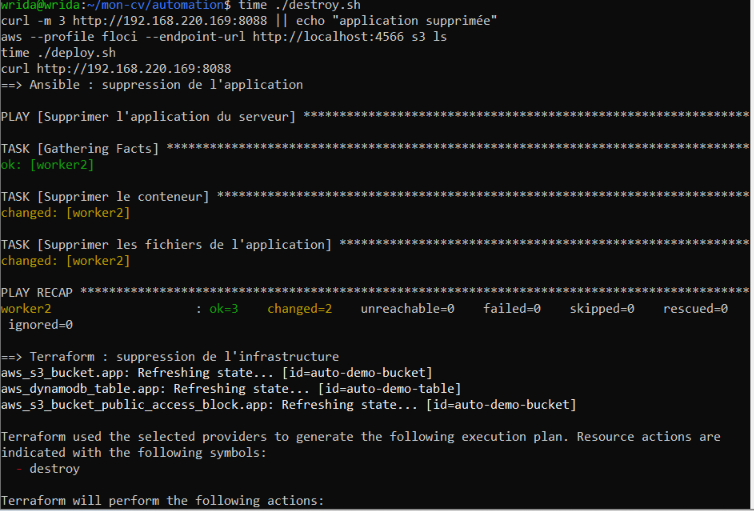 wrida@wrida:~/mon-cv/automation$ time ./destroy.sh
curl -m 3 http://192.168.220.169:8088 || echo "application supprimée"
aws --profile floci --endpoint-url http://localhost:4566 s3 ls
time ./deploy.sh
curl http://192.168.220.169:8088
==> Ansible : suppression de l'application

PLAY [Supprimer l'application du serveur] *********************************************************

TASK [Gathering Facts] **************************************************************************
ok: [worker2]

TASK [Supprimer le conteneur] *******************************************************************
changed: [worker2]

TASK [Supprimer les fichiers de l'application] ****************************************************
changed: [worker2]

PLAY RECAP *************************************************************************************
worker2                    : ok=3    changed=2    unreachable=0    failed=0    skipped=0    rescued=0
 ignored=0

==> Terraform : suppression de l'infrastructure
aws_s3_bucket.app: Refreshing state... [id=auto-demo-bucket]
aws_dynamodb_table.app: Refreshing state... [id=auto-demo-table]
aws_s3_bucket_public_access_block.app: Refreshing state... [id=auto-demo-bucket]

Terraform used the selected providers to generate the following execution plan. Resource actions are
indicated with the following symbols:
  - destroy

Terraform will perform the following actions: